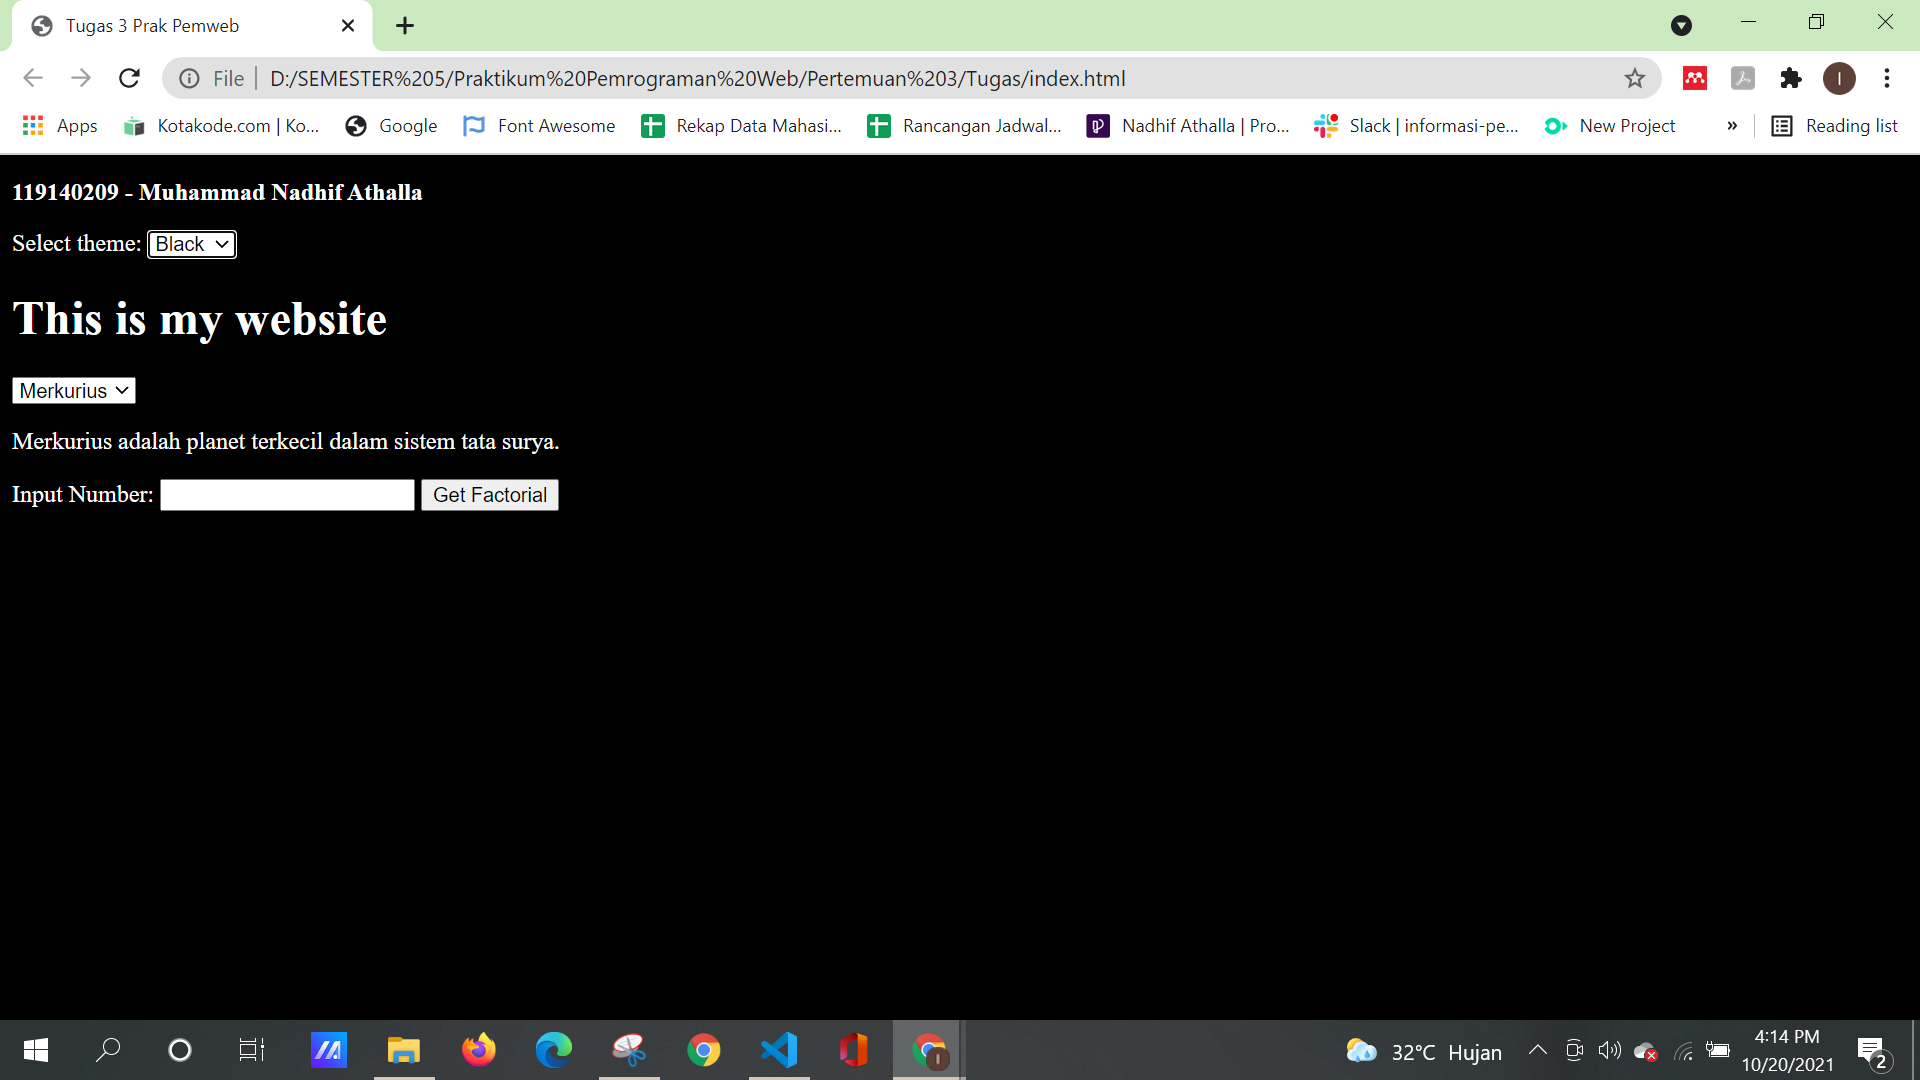 Tugas 3 Prak Pemweb
File | D:/SEMESTER%205/Praktikum%20Pemrograman%20Web/Pertemuan%203/Tugas/index.html
I
Apps Kotakode.com | Ko... Google Font Awesome Rekap Data Mahasi... Rancangan Jadwal... Nadhif Athalla | Pro... Slack | informasi-pe... New Project » Reading list
119140209 - Muhammad Nadhif Athalla
Select theme: Black
This is my website
Merkurius
Merkurius adalah planet terkecil dalam sistem tata surya.
Input Number: Get Factorial
32°C Hujan
4:14 PM
10/20/2021
2